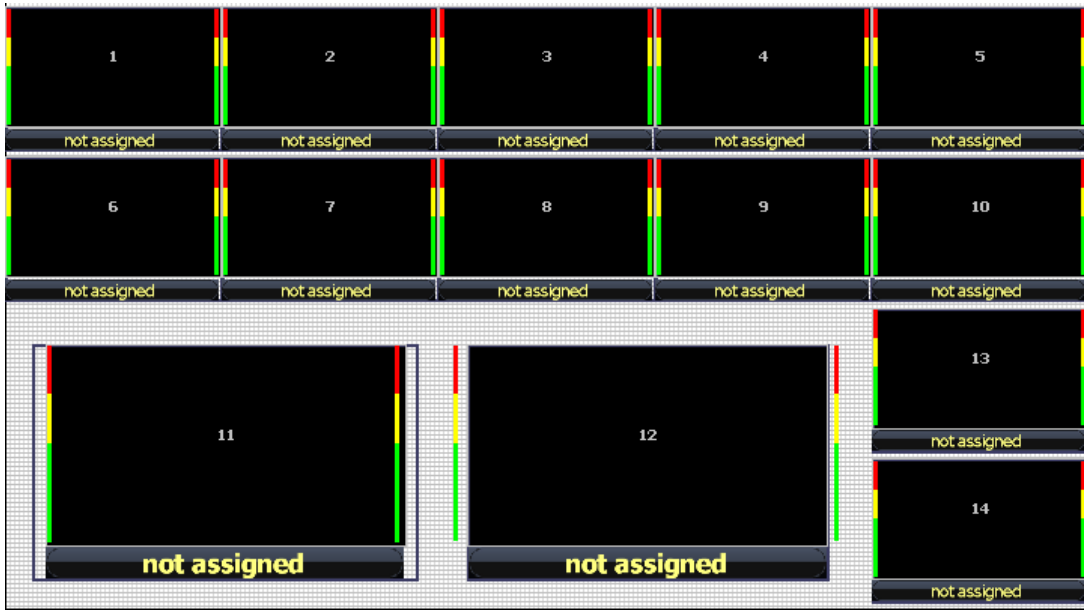 1 2 3 4 5
not assigned not assigned not assigned not assigned not assigned
6 7 8 9 10
not assigned not assigned not assigned not assigned not assigned
13
11 12
not assigned
14
not assigned not assigned
not assigned